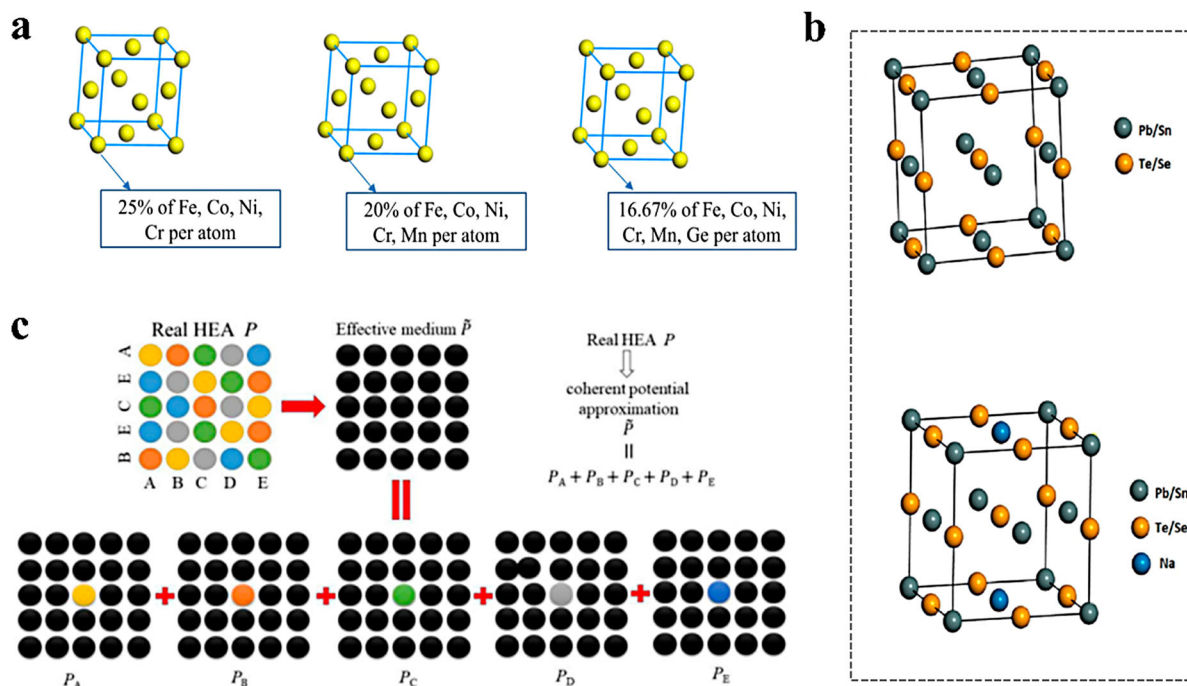 a
25% of Fe, Co, Ni,
Cr per atom
20% of Fe, Co, Ni,
Cr, Mn per atom
16.67% of Fe, Co, Ni,
Cr, Mn, Ge per atom
b
Pb/Sn
Te/Se
Pb/Sn
Te/Se
Na
c
Real HEA P
A
E
C
E
B
A B C D E
Effective medium P̃
Real HEA P
coherent potential
approximation
P̃
P_A + P_B + P_C + P_D + P_E
P_A
P_B
P_C
P_D
P_E